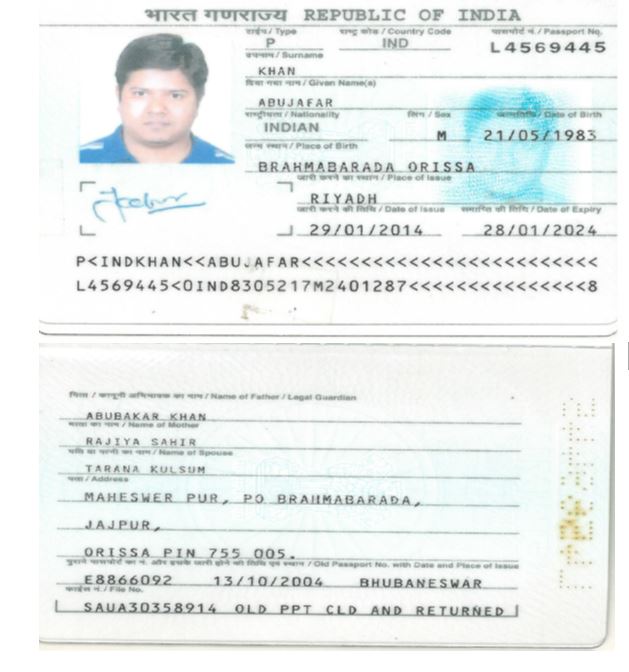 भारत गणराज्य REPUBLIC OF INDIA
टाईप / Type राष्ट्र कोड / Country Code पासपोर्ट नं. / Passport No.
P IND L4569445
उपनाम / Surname
KHAN
दिया गया नाम / Given Name(s)
ABUJAFAR
राष्ट्रीयता / Nationality लिंग / Sex जन्मतिथि / Date of Birth
INDIAN M 21/05/1983
जन्म स्थान / Place of Birth
BRAHMABARADA ORISSA
जारी करने का स्थान / Place of Issue
RIYADH
जारी करने की तिथि / Date of Issue समाप्ति की तिथि / Date of Expiry
29/01/2014 28/01/2024
P<INDKHAN<<ABUJAFAR<<<<<<<<<<<<<<<<<<<<<<<<<
L4569445<0IND8305217M2401287<<<<<<<<<<<<<<<8
पिता / कानूनी अभिभावक का नाम / Name of Father / Legal Guardian
ABUBAKAR KHAN
माता का नाम / Name of Mother
RAJIYA SAHIR
पति या पत्नी का नाम / Name of Spouse
TARANA KULSUM
पता / Address
MAHESWER PUR, PO BRAHMABARADA,
JAJPUR,
ORISSA PIN 755 005.
पुराने पासपोर्ट का नं. और इसके जारी होने की तिथि एवं स्थान / Old Passport No. with Date and Place of Issue
E8866092 13/10/2004 BHUBANESWAR
फाईल नं. / File No.
SAUA30358914 OLD PPT CLD AND RETURNED